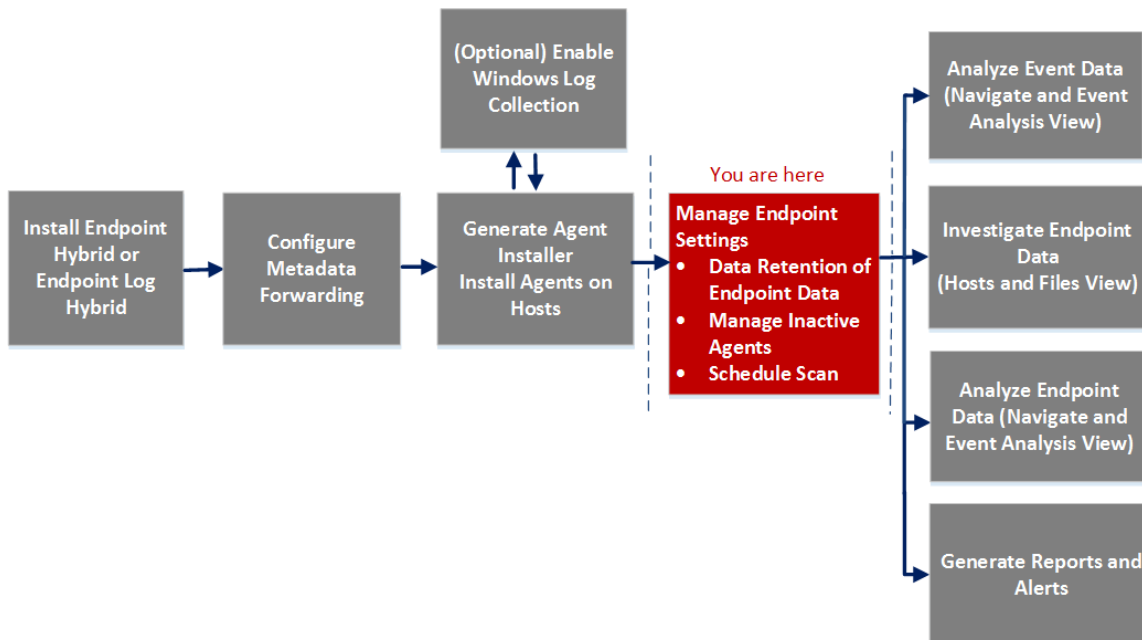 (Optional) Enable
Windows Log
Collection
Install Endpoint
Hybrid or
Endpoint Log
Hybrid
Configure
Metadata
Forwarding
Generate Agent
Installer
Install Agents on
Hosts
You are here
Manage Endpoint
Settings
• Data Retention of
Endpoint Data
• Manage Inactive
Agents
• Schedule Scan
Analyze Event Data
(Navigate and Event
Analysis View)
Investigate Endpoint
Data
(Hosts and Files View)
Analyze Endpoint
Data (Navigate and
Event Analysis View)
Generate Reports and
Alerts